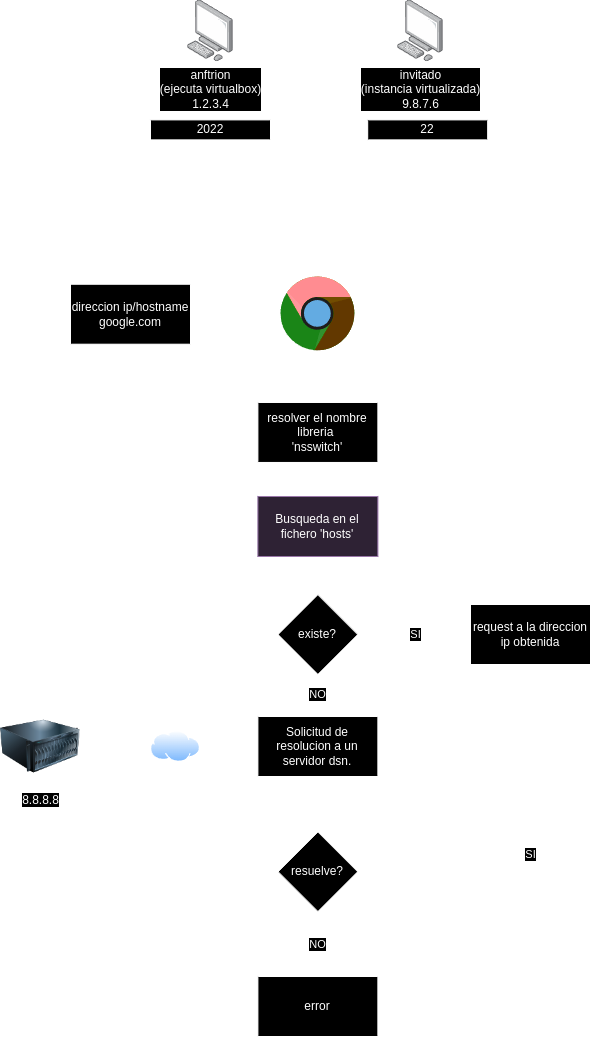 anftrion
(ejecuta virtualbox)
1.2.3.4
invitado
(instancia virtualizada)
9.8.7.6
2022
22
direccion ip/hostname
google.com
resolver el nombre
libreria
'nsswitch'
Busqueda en el
fichero 'hosts'
existe?
SI
request a la direccion
ip obtenida
NO
Solicitud de
resolucion a un
servidor dsn.
8.8.8.8
resuelve?
SI
NO
error